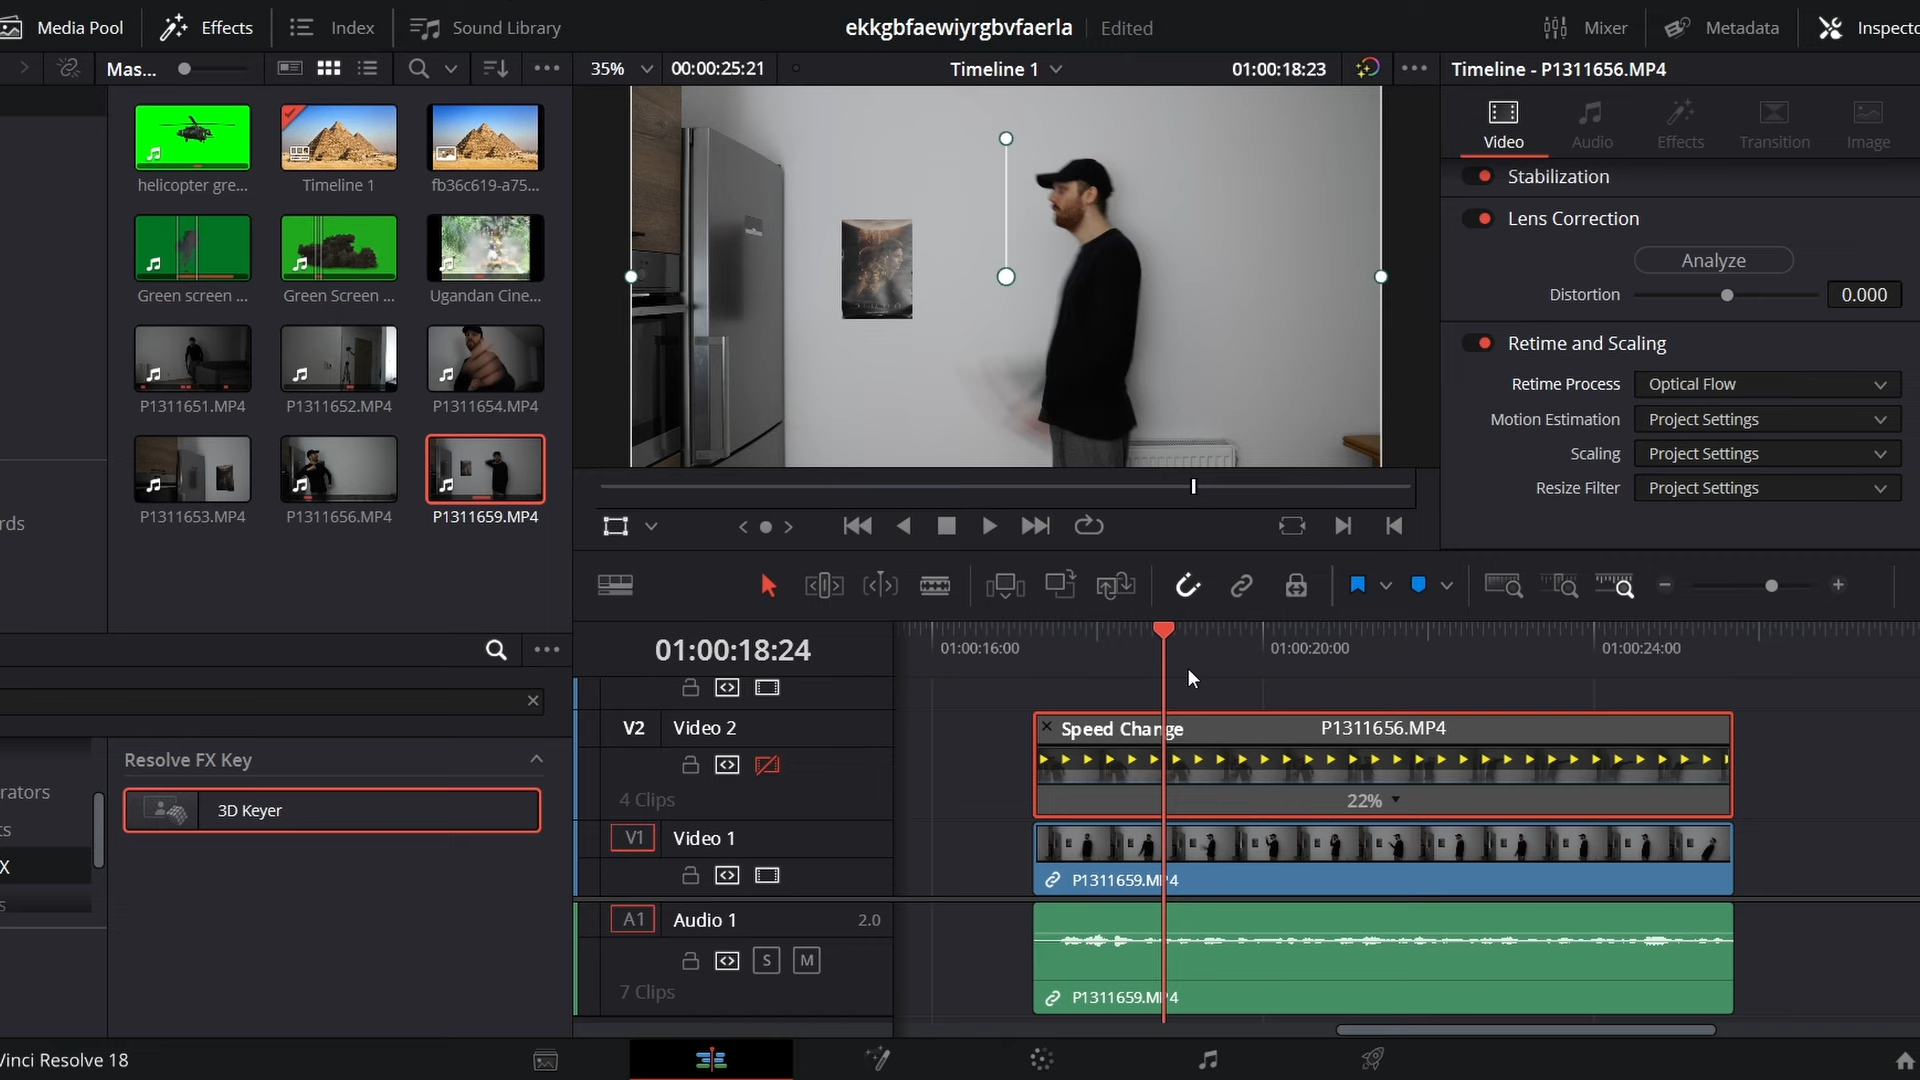 Media Pool
Effects
Index
Sound Library
ekkgbfaewiyrgbvfaerla
Edited
Mixer
Metadata
Inspecto
Mas...
35%
00:00:25:21
Timeline 1
01:00:18:23
Timeline - P1311656.MP4
Video
Audio
Effects
Transition
Image
Stabilization
Lens Correction
Analyze
Distortion
0.000
Retime and Scaling
Retime Process
Optical Flow
Motion Estimation
Project Settings
Scaling
Project Settings
Resize Filter
Project Settings
helicopter gre...
Timeline 1
fb36c619-a75...
Green screen ...
Green Screen ...
Ugandan Cine...
P1311651.MP4
P1311652.MP4
P1311654.MP4
P1311653.MP4
P1311656.MP4
P1311659.MP4
rds
01:00:18:24
01:00:16:00
01:00:20:00
01:00:24:00
V2
Video 2
4 Clips
Speed Change
P1311656.MP4
22%
V1
Video 1
P1311659.MP4
A1
Audio 1
2.0
S
M
7 Clips
P1311659.MP4
Resolve FX Key
3D Keyer
rators
ts
X
s
Vinci Resolve 18